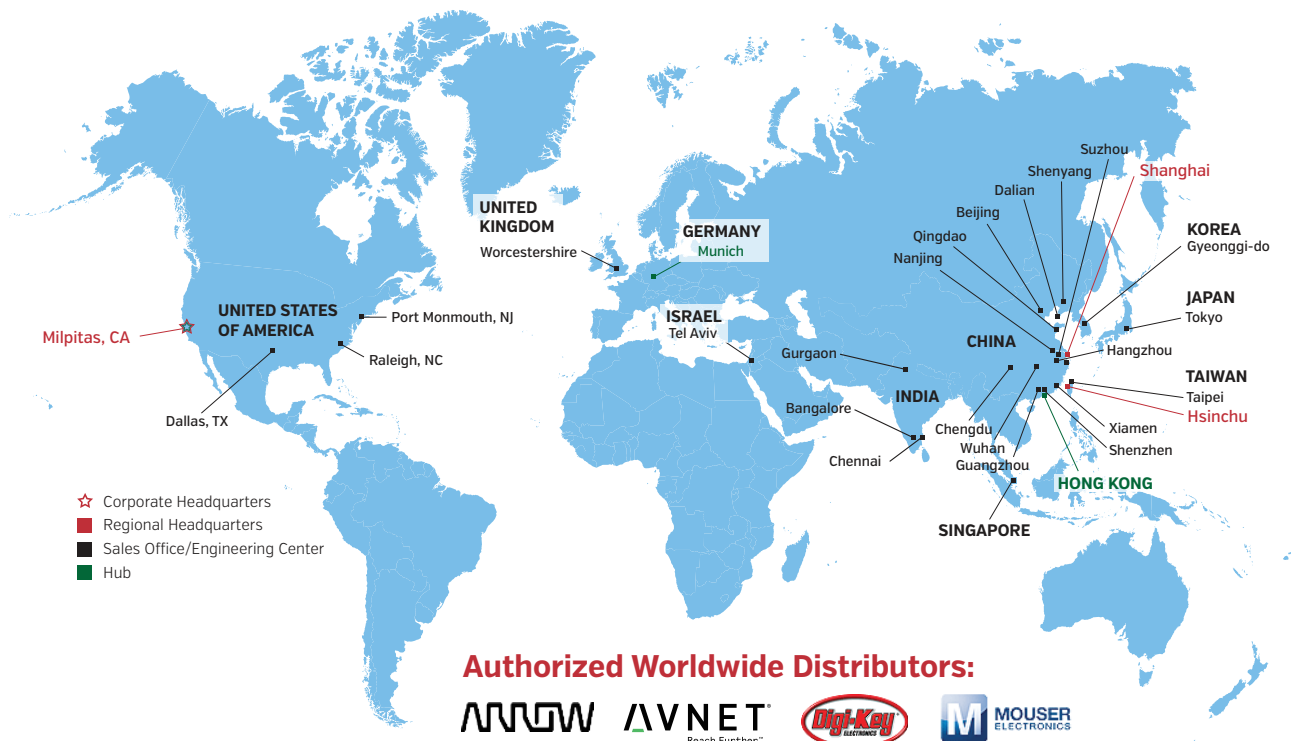 Suzhou
Shenyang
Shanghai
Dalian
Beijing
Qingdao
Nanjing
UNITED
KINGDOM
Worcestershire
GERMANY
Munich
KOREA
Gyeonggi-do
UNITED STATES
OF AMERICA
Port Monmouth, NJ
Milpitas, CA
Raleigh, NC
Dallas, TX
ISRAEL
Tel Aviv
JAPAN
Tokyo
CHINA
Hangzhou
Gurgaon
INDIA
TAIWAN
Taipei
Hsinchu
Bangalore
Chennai
Chengdu
Wuhan
Guangzhou
Xiamen
Shenzhen
HONG KONG
SINGAPORE
Corporate Headquarters
Regional Headquarters
Sales Office/Engineering Center
Hub
Authorized Worldwide Distributors:
ARROW
AVNET
Reach Further™
Digi-Key®
ELECTRONICS
M MOUSER
ELECTRONICS